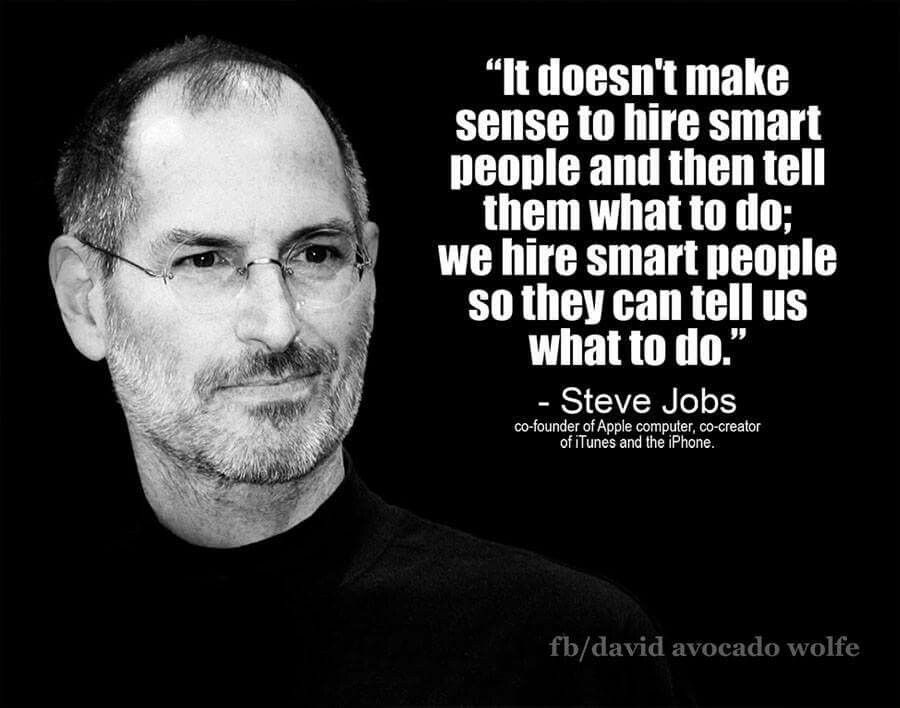 “It doesn't make
sense to hire smart
people and then tell
them what to do;
we hire smart people
so they can tell us
what to do.”
- Steve Jobs
co-founder of Apple computer, co-creator
of iTunes and the iPhone.
fb/david avocado wolfe